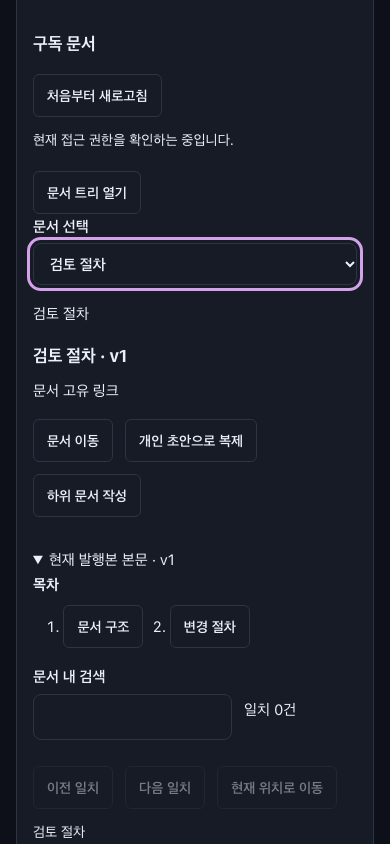 구독 문서
처음부터 새로고침
현재 접근 권한을 확인하는 중입니다.
문서 트리 열기
문서 선택
검토 절차
검토 절차
검토 절차 · v1
문서 고유 링크
문서 이동 개인 초안으로 복제
하위 문서 작성
▼ 현재 발행본 본문 · v1
목차
1. 문서 구조 2. 변경 절차
문서 내 검색
일치 0건
이전 일치 다음 일치 현재 위치로 이동
검토 절차